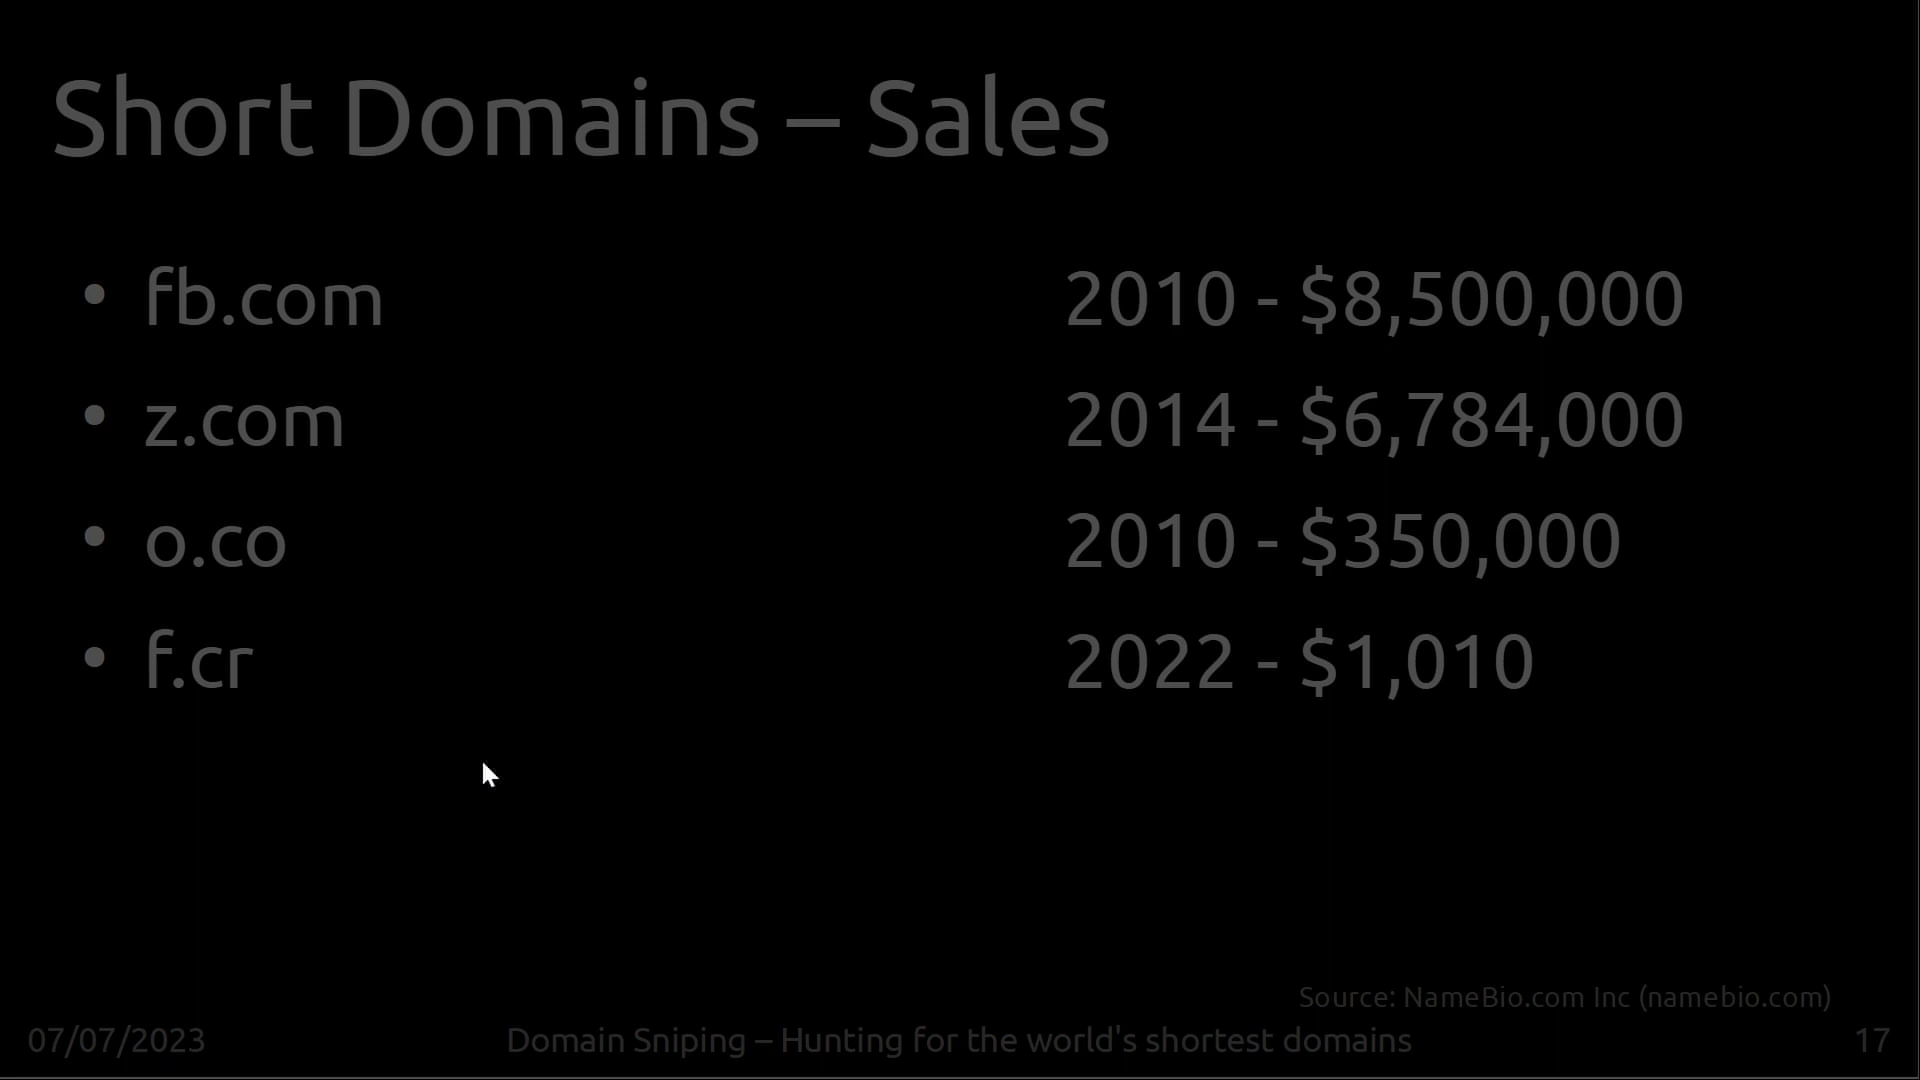 Short Domains – Sales
• fb.com 2010 - $8,500,000
• z.com 2014 - $6,784,000
• o.co 2010 - $350,000
• f.cr 2022 - $1,010
Source: NameBio.com Inc (namebio.com)
07/07/2023 Domain Sniping – Hunting for the world's shortest domains 17